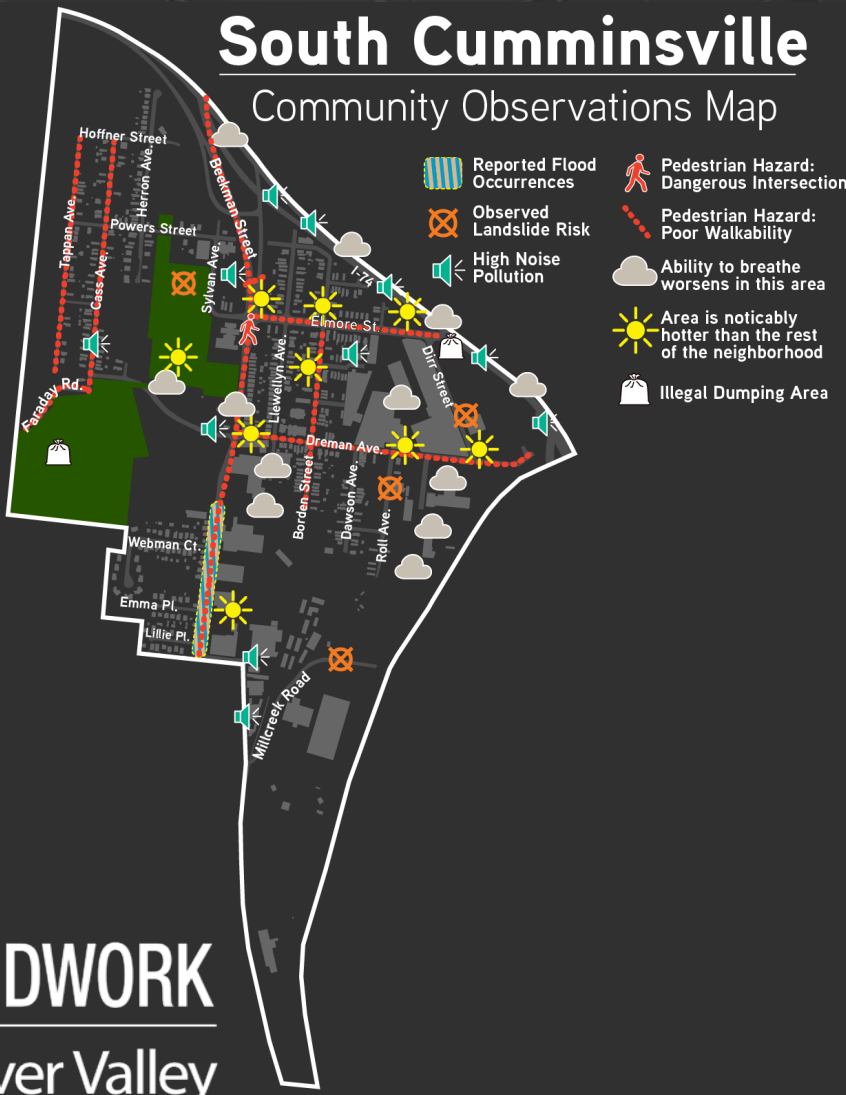 South Cumminsville
Community Observations Map
Reported Flood
Occurrences
Observed
Landslide Risk
High Noise
Pollution
Pedestrian Hazard:
Dangerous Intersection
Pedestrian Hazard:
Poor Walkability
Ability to breathe
worsens in this area
Area is noticably
hotter than the rest
of the neighborhood
Illegal Dumping Area
Hoffner Street
Herron Ave.
Beekman Street
Tappan Ave.
Cass Ave.
Powers Street
Sylvan Ave.
I-74
Elmore St.
Llewellyn Ave.
Dirr Street
Faraday Rd.
Dreman Ave.
Borden Street
Dawson Ave.
Roll Ave.
Webman Ct.
Emma Pl.
Lillie Pl.
Millcreek Road
DWORK
ver Valley